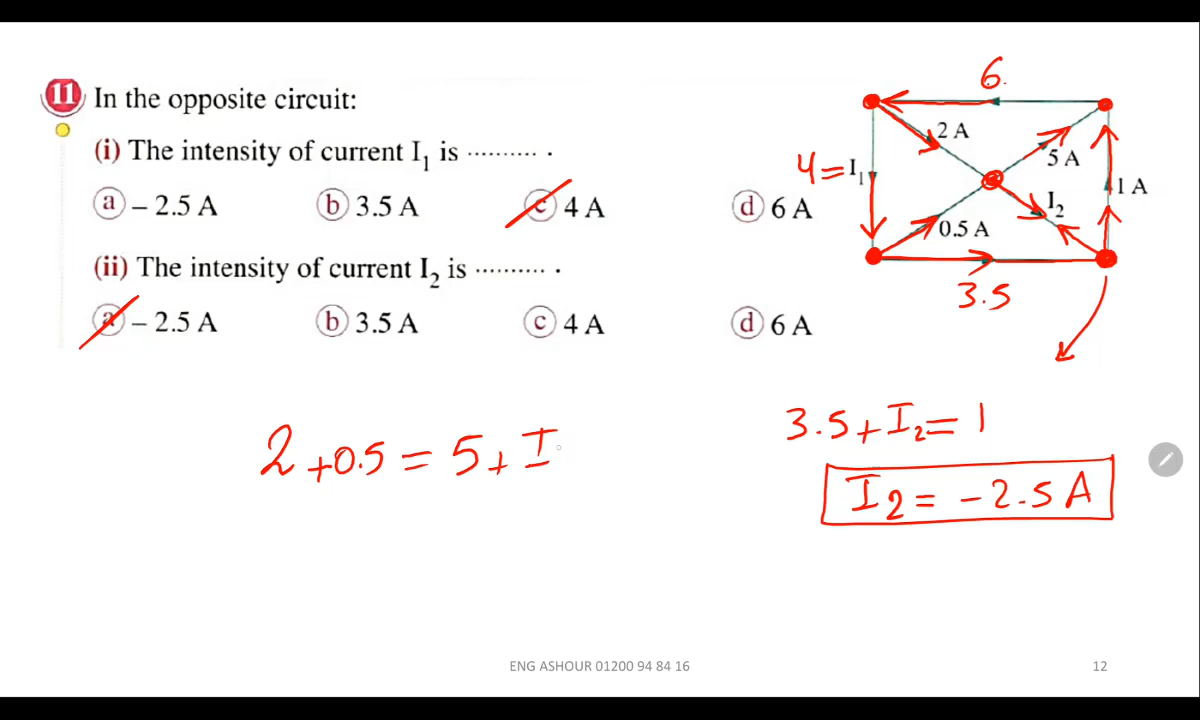 11 In the opposite circuit:
(i) The intensity of current I₁ is .......... .
a – 2.5 A b 3.5 A c 4 A d 6 A
(ii) The intensity of current I₂ is .......... .
a – 2.5 A b 3.5 A c 4 A d 6 A
6.
2 A
5 A
4 = I₁
I₂
1 A
0.5 A
3.5
3.5 + I₂ = 1
I₂ = -2.5 A
2 + 0.5 = 5 + I
ENG ASHOUR 01200 94 84 16
12